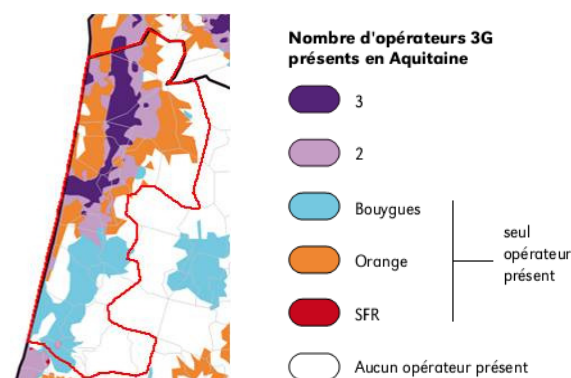 Nombre d'opérateurs 3G
présents en Aquitaine
3
2
Bouygues
Orange
SFR
seul
opérateur
présent
Aucun opérateur présent